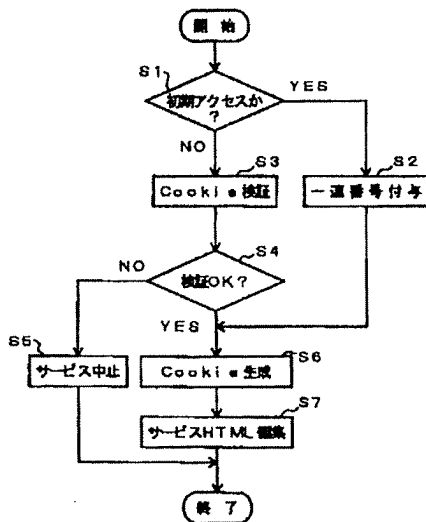 開始
S1
初期アクセスか
?
YES
NO
S3
S2
Cookie検証
一連番号付与
S4
NO
検証OK?
YES
S5
S6
サービス中止
Cookie生成
S7
サービスHTML編集
終了